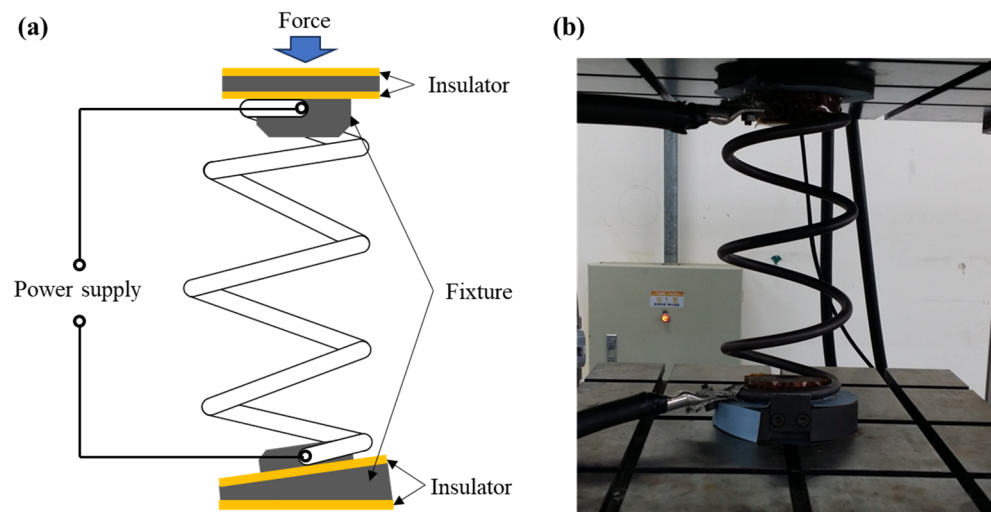 (a)
Force
Insulator
Power supply
Fixture
Insulator
(b)